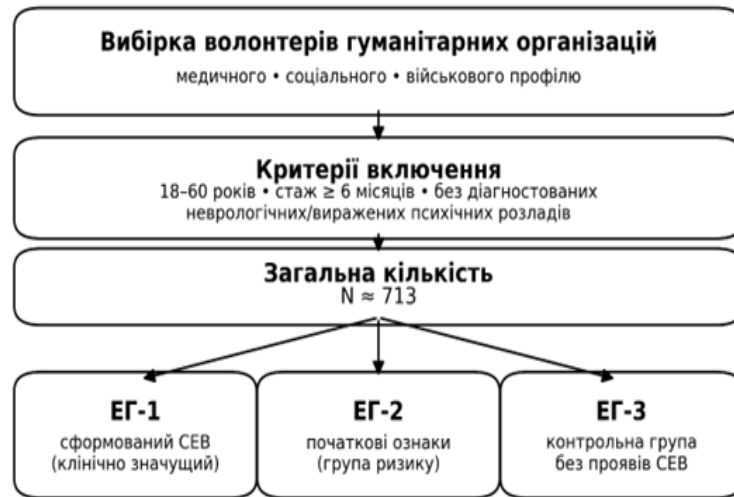 Вибірка волонтерів гуманітарних організацій
медичного • соціального • військового профілю
Критерії включення
18–60 років • стаж ≥ 6 місяців • без діагностованих
неврологічних/виражених психічних розладів
Загальна кількість
N ≈ 713
ЕГ-1
сформований СЕВ
(клінічно значущий)
ЕГ-2
початкові ознаки
(група ризику)
ЕГ-3
контрольна група
без проявів СЕВ